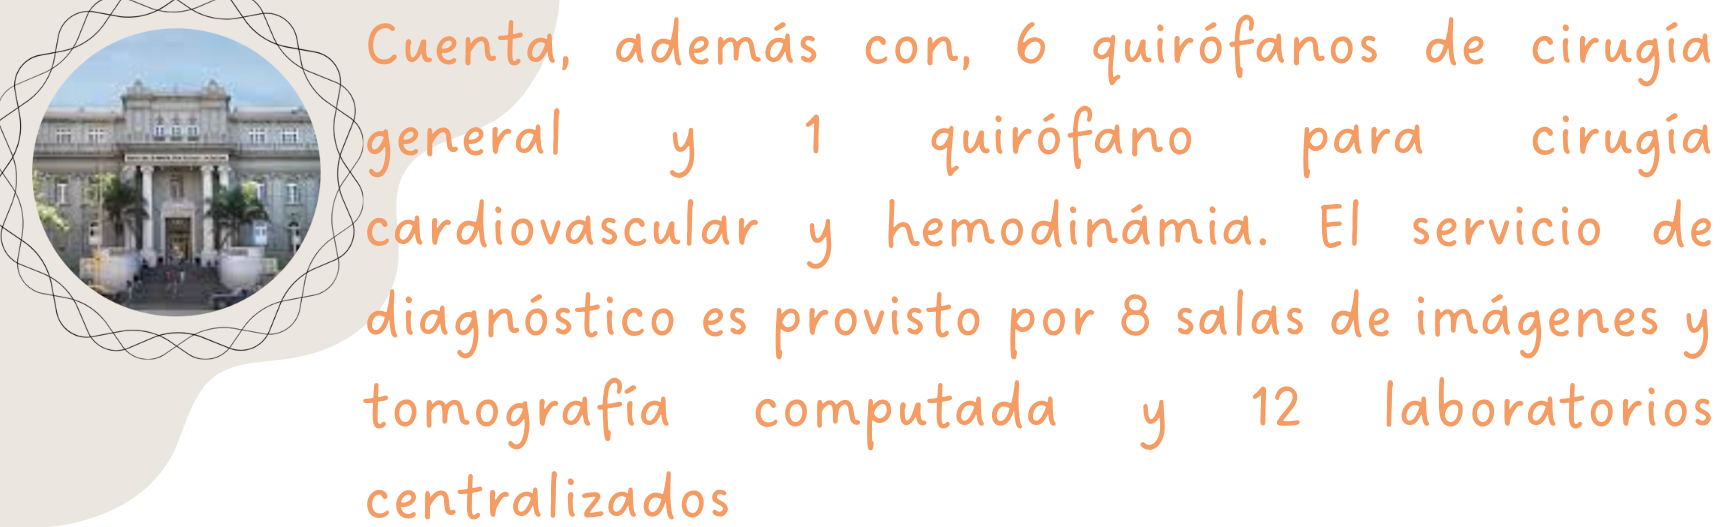 Cuenta, además con, 6 quirófanos de cirugía
general y 1 quirófano para cirugía
cardiovascular y hemodinámia. El servicio de
diagnóstico es provisto por 8 salas de imágenes y
tomografía computada y 12 laboratorios
centralizados